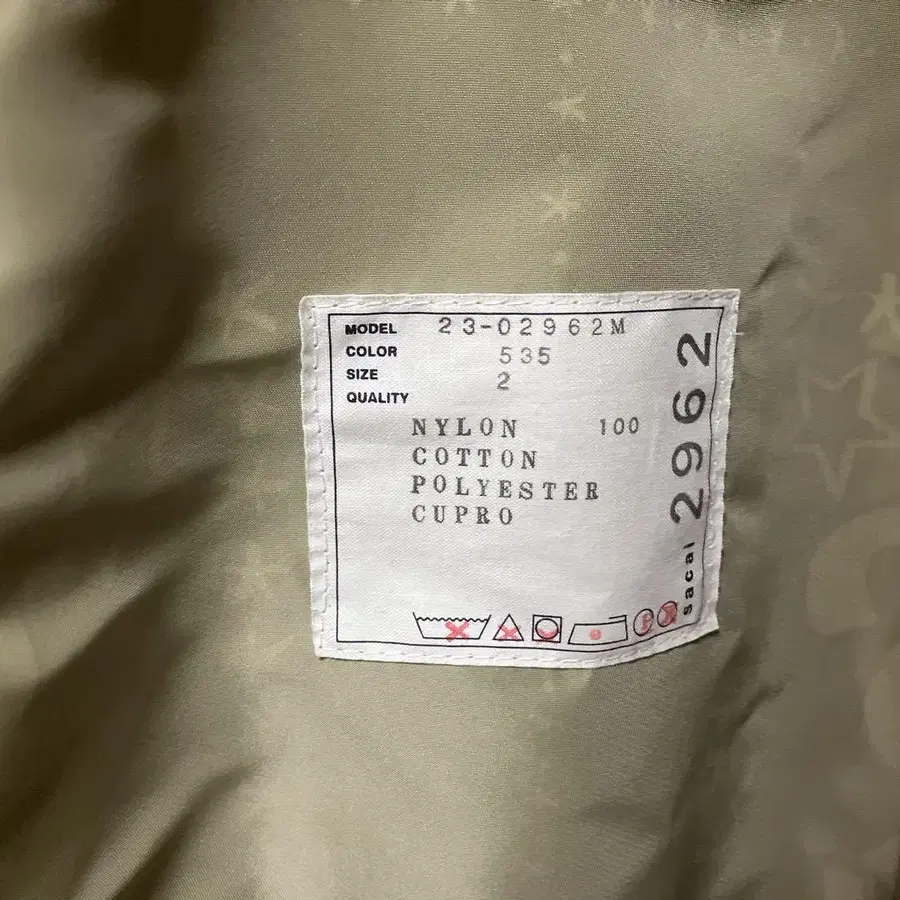 MODEL 23-02962M
COLOR 535
SIZE 2
QUALITY
NYLON 100
COTTON
POLYESTER
CUPRO
sacai 2962